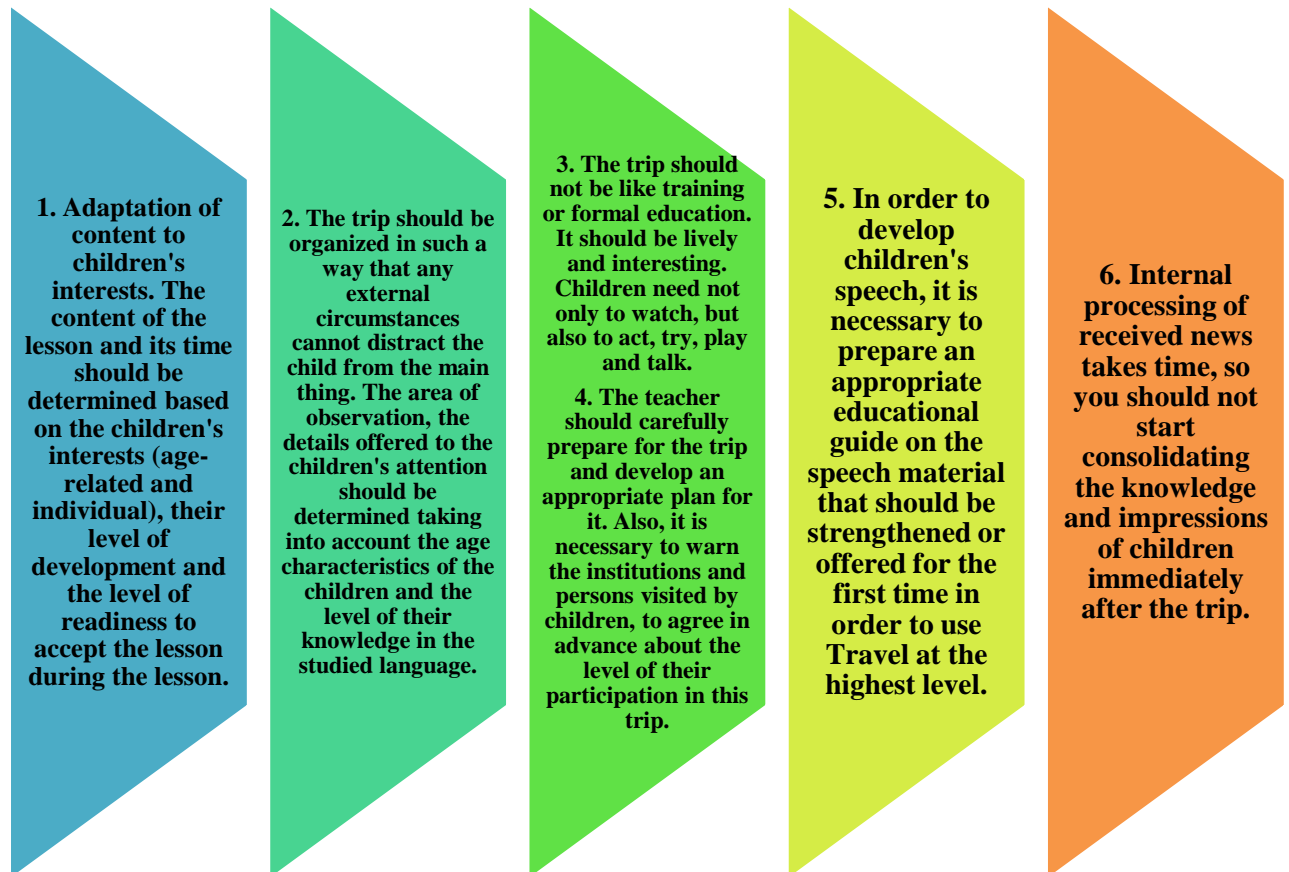 1. Adaptation of
content to
children's
interests. The
content of the
lesson and its time
should be
determined based
on the children's
interests (age-
related and
individual), their
level of
development and
the level of
readiness to
accept the lesson
during the lesson.
2. The trip should be
organized in such a
way that any
external
circumstances
cannot distract the
child from the main
thing. The area of
observation, the
details offered to the
children's attention
should be
determined taking
into account the age
characteristics of the
children and the
level of their
knowledge in the
studied language.
3. The trip should
not be like training
or formal education.
It should be lively
and interesting.
Children need not
only to watch, but
also to act, try, play
and talk.
4. The teacher
should carefully
prepare for the trip
and develop an
appropriate plan for
it. Also, it is
necessary to warn
the institutions and
persons visited by
children, to agree in
advance about the
level of their
participation in this
trip.
5. In order to
develop
children's
speech, it is
necessary to
prepare an
appropriate
educational
guide on the
speech material
that should be
strengthened or
offered for the
first time in
order to use
Travel at the
highest level.
6. Internal
processing of
received news
takes time, so
you should not
start
consolidating
the knowledge
and impressions
of children
immediately
after the trip.